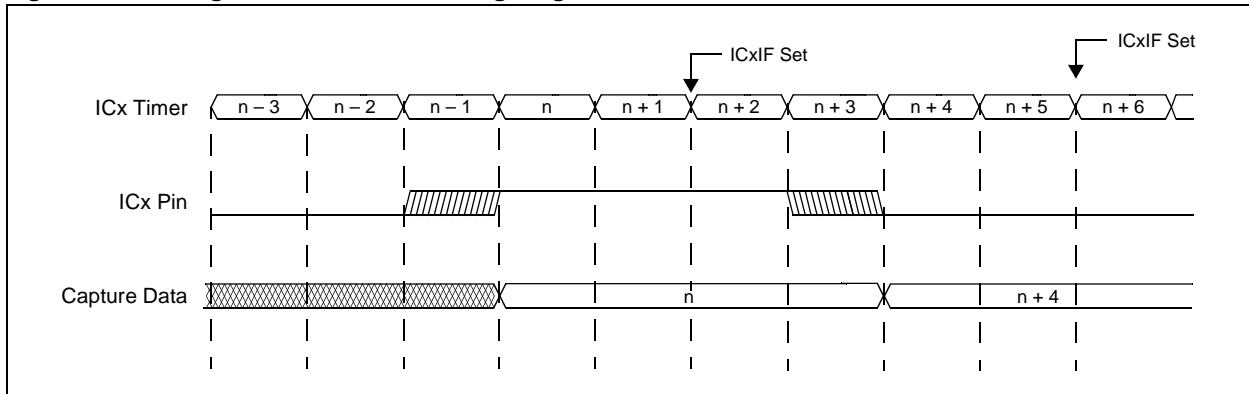 ICxIF Set
ICxIF Set
ICx Timer n – 3 n – 2 n – 1 n n + 1 n + 2 n + 3 n + 4 n + 5 n + 6
ICx Pin
Capture Data n n + 4